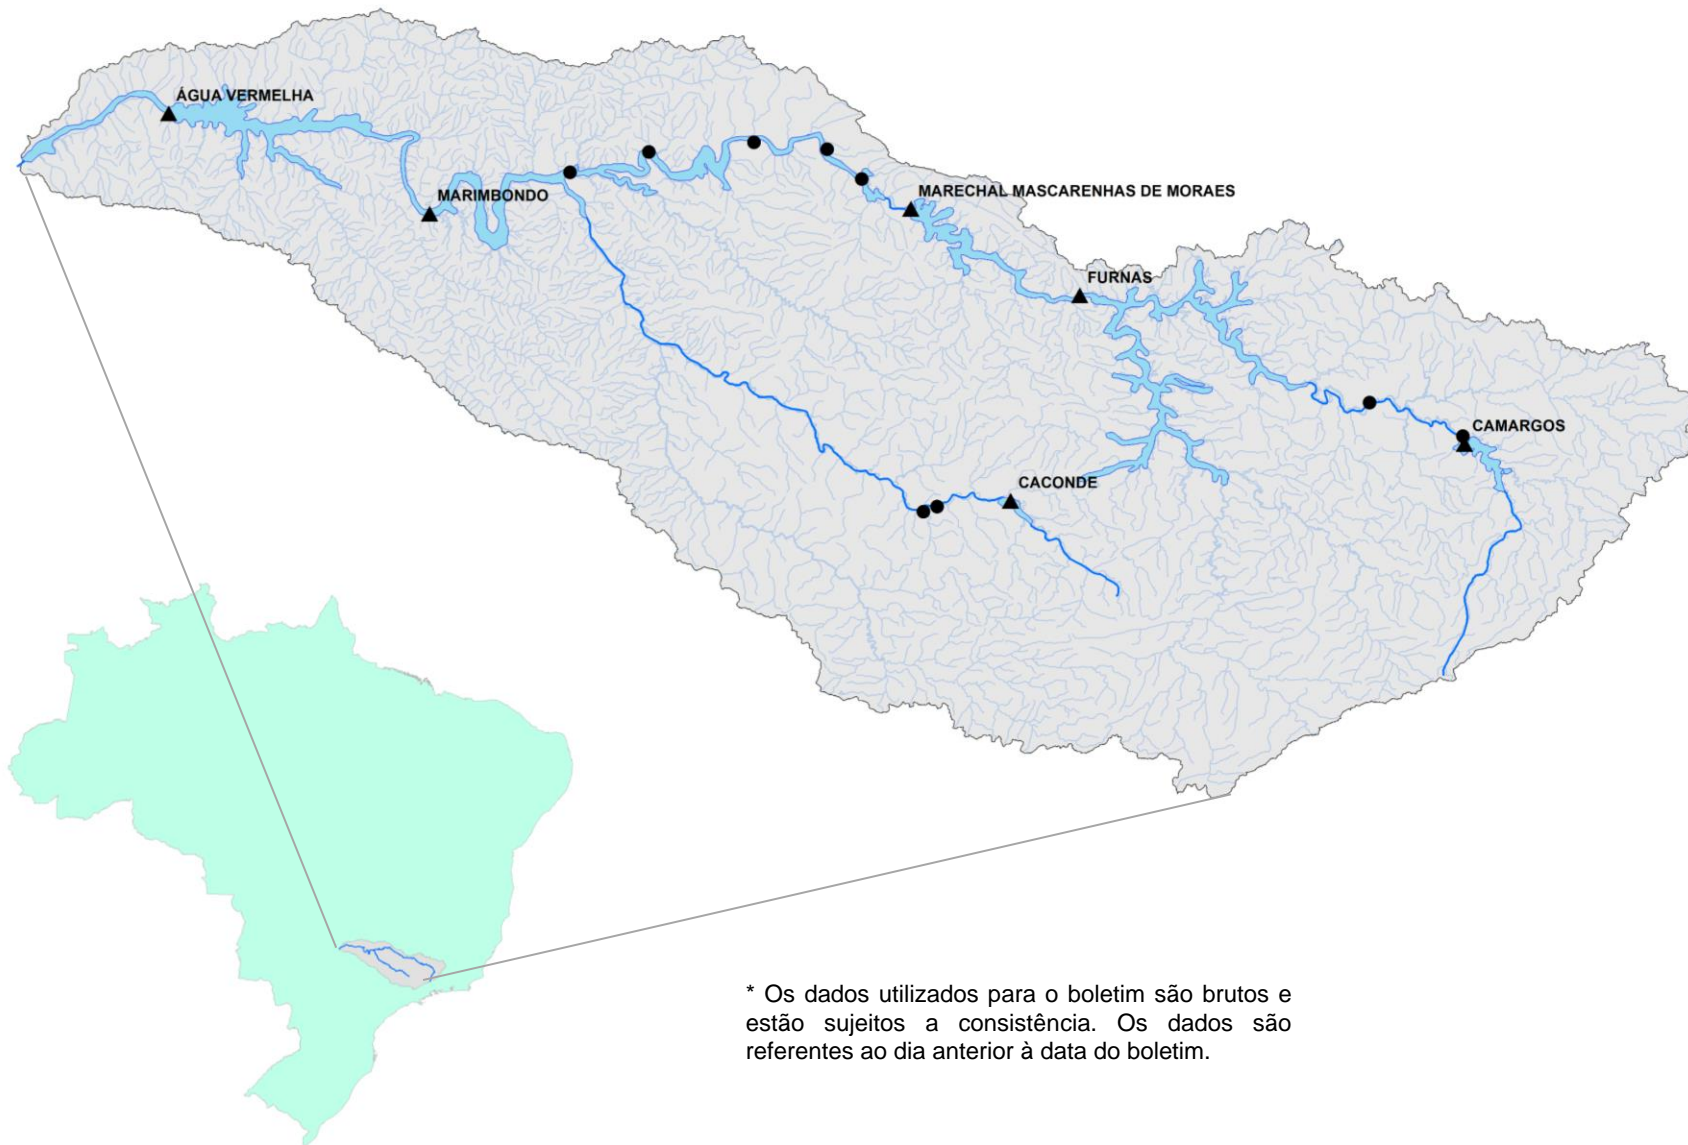 ÁGUA VERMELHA
MARIMBONDO
MARECHAL MASCARENHAS DE MORAES
FURNAS
CAMARGOS
CACONDE
* Os dados utilizados para o boletim são brutos e
estão sujeitos a consistência. Os dados são
referentes ao dia anterior à data do boletim.